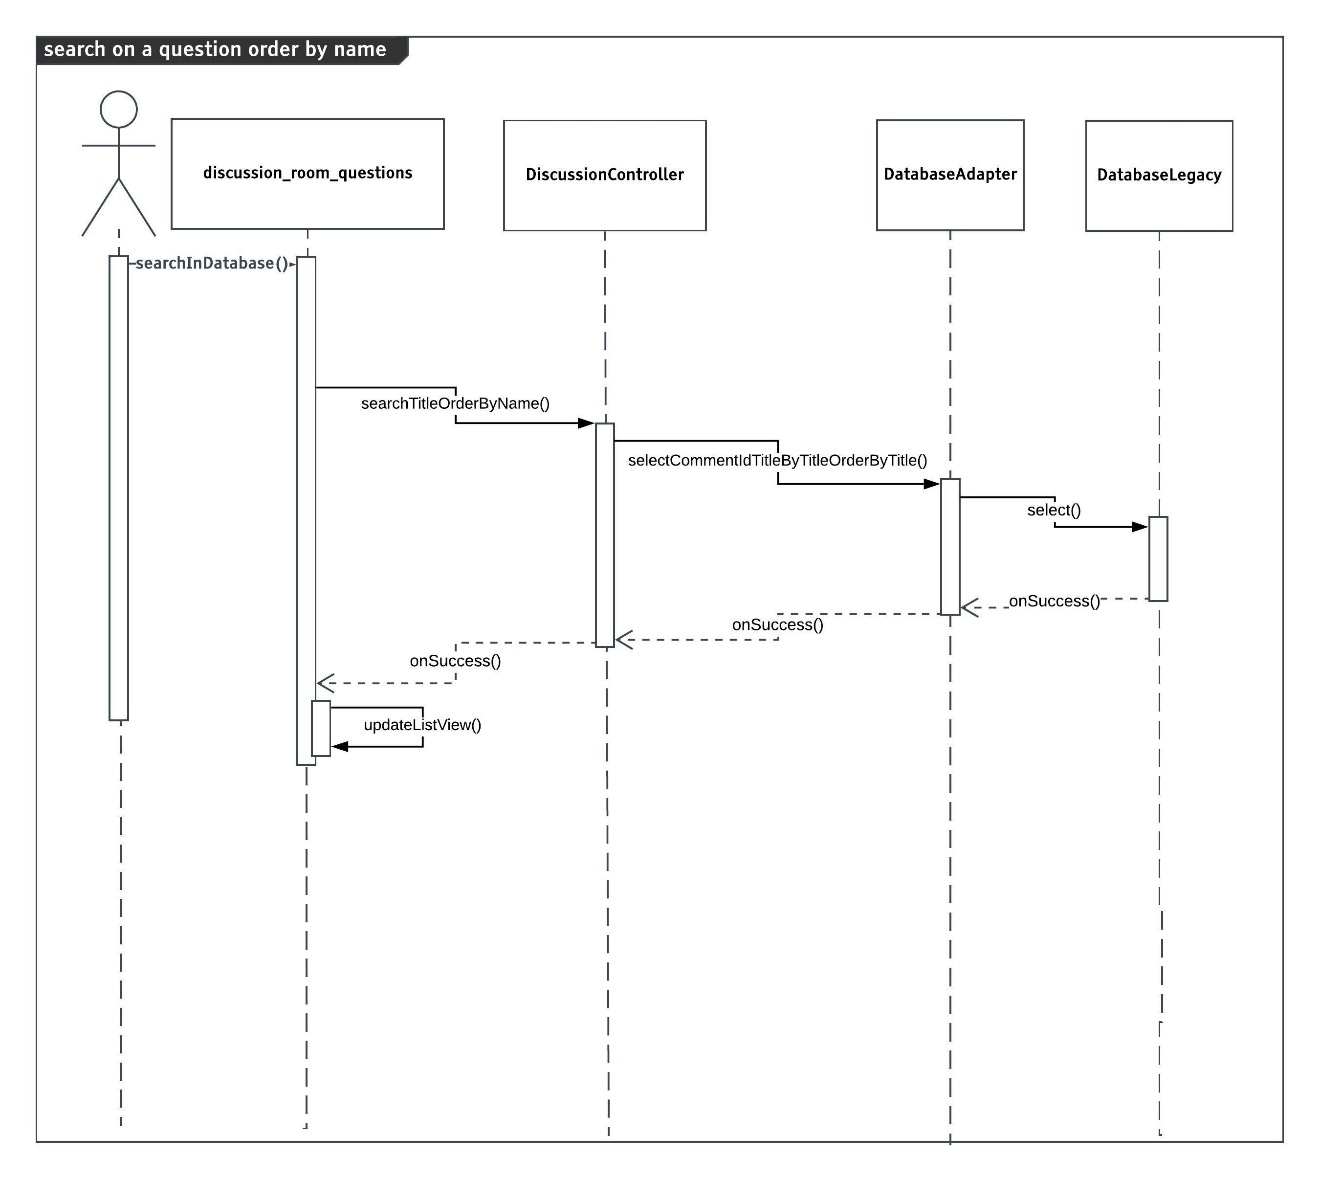 search on a question order by name
discussion_room_questions
DiscussionController
DatabaseAdapter
DatabaseLegacy
searchInDatabase()
searchTitleOrderByName()
selectCommentIdTitleByTitleOrderByTitle()
select()
onSuccess()
onSuccess()
onSuccess()
updateListView()